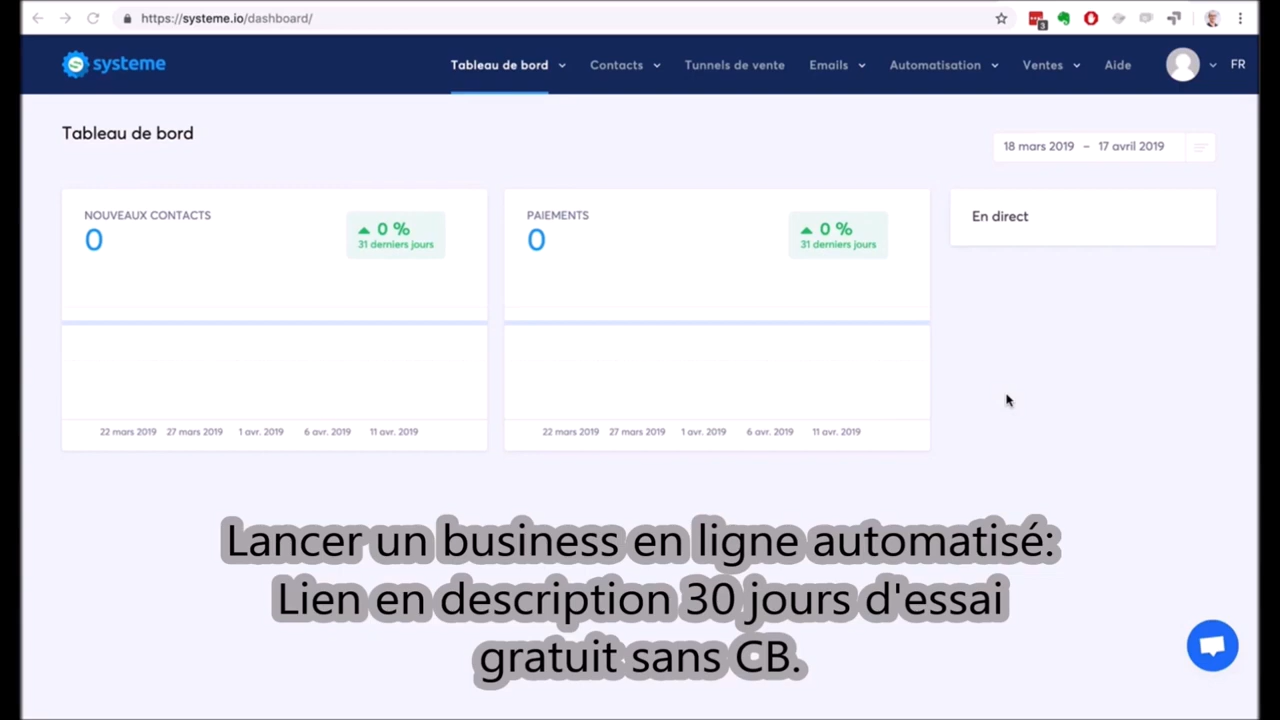 https://systeme.io/dashboard/
3
systeme
Tableau de bord
Contacts
Tunnels de vente
Emails
Automatisation
Ventes
Aide
FR
Tableau de bord
18 mars 2019 – 17 avril 2019
NOUVEAUX CONTACTS
0
0 %
31 derniers jours
PAIEMENTS
0
0 %
31 derniers jours
En direct
22 mars 2019 27 mars 2019 1 avr. 2019 6 avr. 2019 11 avr. 2019
22 mars 2019 27 mars 2019 1 avr. 2019 6 avr. 2019 11 avr. 2019
Lancer un business en ligne automatisé:
Lien en description 30 jours d'essai
gratuit sans CB.